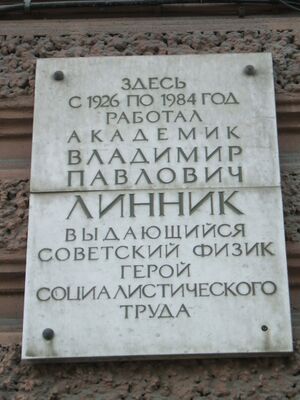 ЗДЕСЬ
С 1926 ПО 1984 ГОД
РАБОТАЛ
АКАДЕМИК
ВЛАДИМИР
ПАВЛОВИЧ
ЛИННИК
ВЫДАЮЩИЙСЯ
СОВЕТСКИЙ ФИЗИК
ГЕРОЙ
СОЦИАЛИСТИЧЕСКОГО
ТРУДА